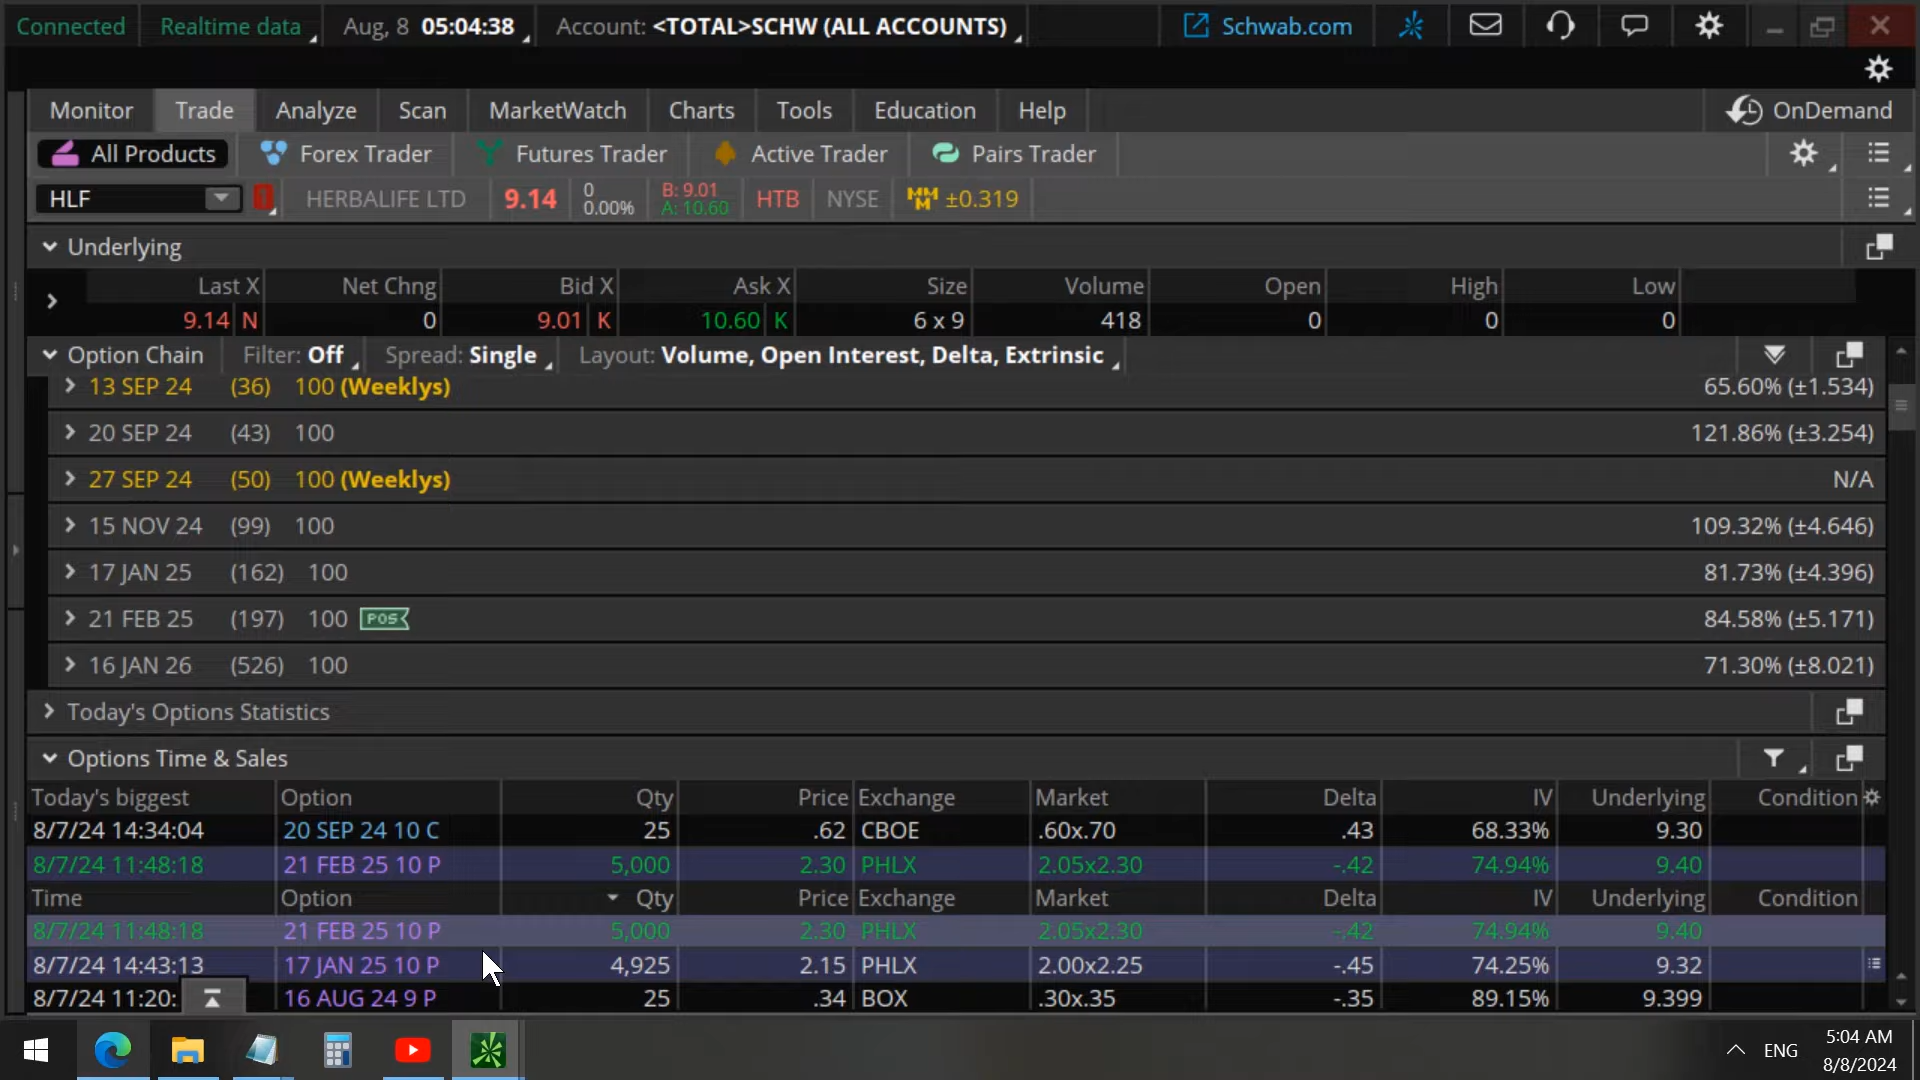 Connected Realtime data Aug, 8 05:04:38 Account: <TOTAL>SCHW (ALL ACCOUNTS) Schwab.com
Monitor Trade Analyze Scan MarketWatch Charts Tools Education Help OnDemand
All Products Forex Trader Futures Trader Active Trader Pairs Trader
HLF HERBALIFE LTD 9.14 0 0.00% B: 9.01 A: 10.60 HTB NYSE MMM ±0.319
Underlying
Last X Net Chng Bid X Ask X Size Volume Open High Low
9.14 N 0 9.01 K 10.60 K 6 x 9 418 0 0 0
Option Chain Filter: Off Spread: Single Layout: Volume, Open Interest, Delta, Extrinsic
13 SEP 24 (36) 100 (Weeklys) 65.60% (±1.534)
20 SEP 24 (43) 100 121.86% (±3.254)
27 SEP 24 (50) 100 (Weeklys) N/A
15 NOV 24 (99) 100 109.32% (±4.646)
17 JAN 25 (162) 100 81.73% (±4.396)
21 FEB 25 (197) 100 POS 84.58% (±5.171)
16 JAN 26 (526) 100 71.30% (±8.021)
Today's Options Statistics
Options Time & Sales
Today's biggest Option Qty Price Exchange Market Delta IV Underlying Condition
8/7/24 14:34:04 20 SEP 24 10 C 25 .62 CBOE .60x.70 .43 68.33% 9.30
8/7/24 11:48:18 21 FEB 25 10 P 5,000 2.30 PHLX 2.05x2.30 -.42 74.94% 9.40
Time Option Qty Price Exchange Market Delta IV Underlying Condition
8/7/24 11:48:18 21 FEB 25 10 P 5,000 2.30 PHLX 2.05x2.30 -.42 74.94% 9.40
8/7/24 14:43:13 17 JAN 25 10 P 4,925 2.15 PHLX 2.00x2.25 -.45 74.25% 9.32
8/7/24 11:20: 16 AUG 24 9 P 25 .34 BOX .30x.35 -.35 89.15% 9.399
ENG 5:04 AM
8/8/2024